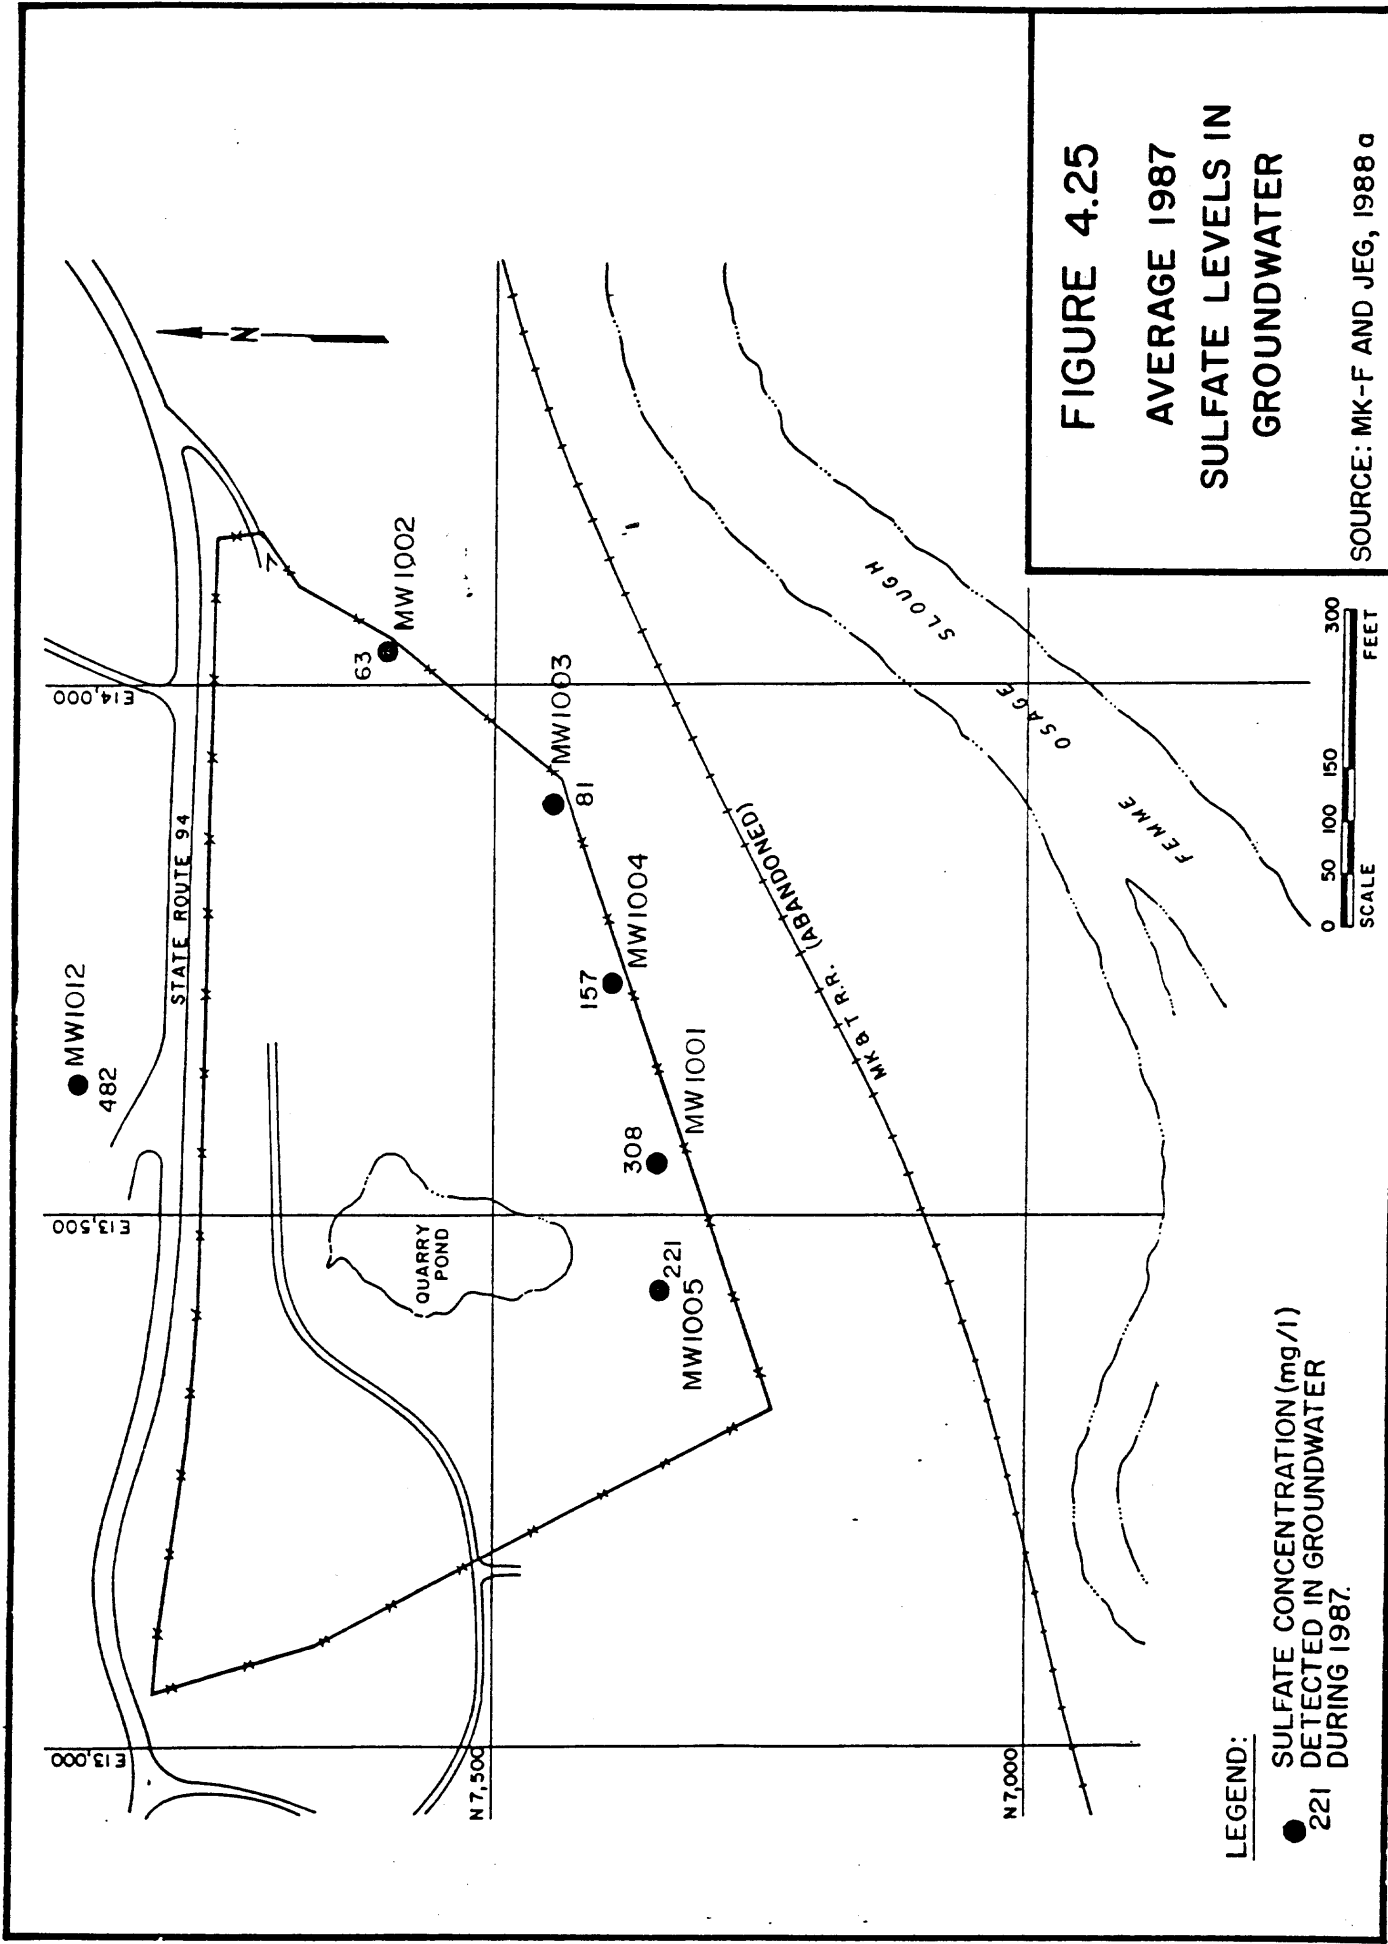 MW1012
482
STATE ROUTE 94
E13,000
E13,500
E14,000
N
63
MW1002
QUARRY
POND
N7,500
MW1003
81
157
MW1004
308
MW1001
221
MW1005
MK & T R.R. (ABANDONED)
N7,000
FEMME
OSAGE
SLOUGH
LEGEND:
221
SULFATE CONCENTRATION (mg/l)
DETECTED IN GROUNDWATER
DURING 1987.
0 50 100 150 300
SCALE FEET
FIGURE 4.25
AVERAGE 1987
SULFATE LEVELS IN
GROUNDWATER
SOURCE: MK-F AND JEG, 1988a